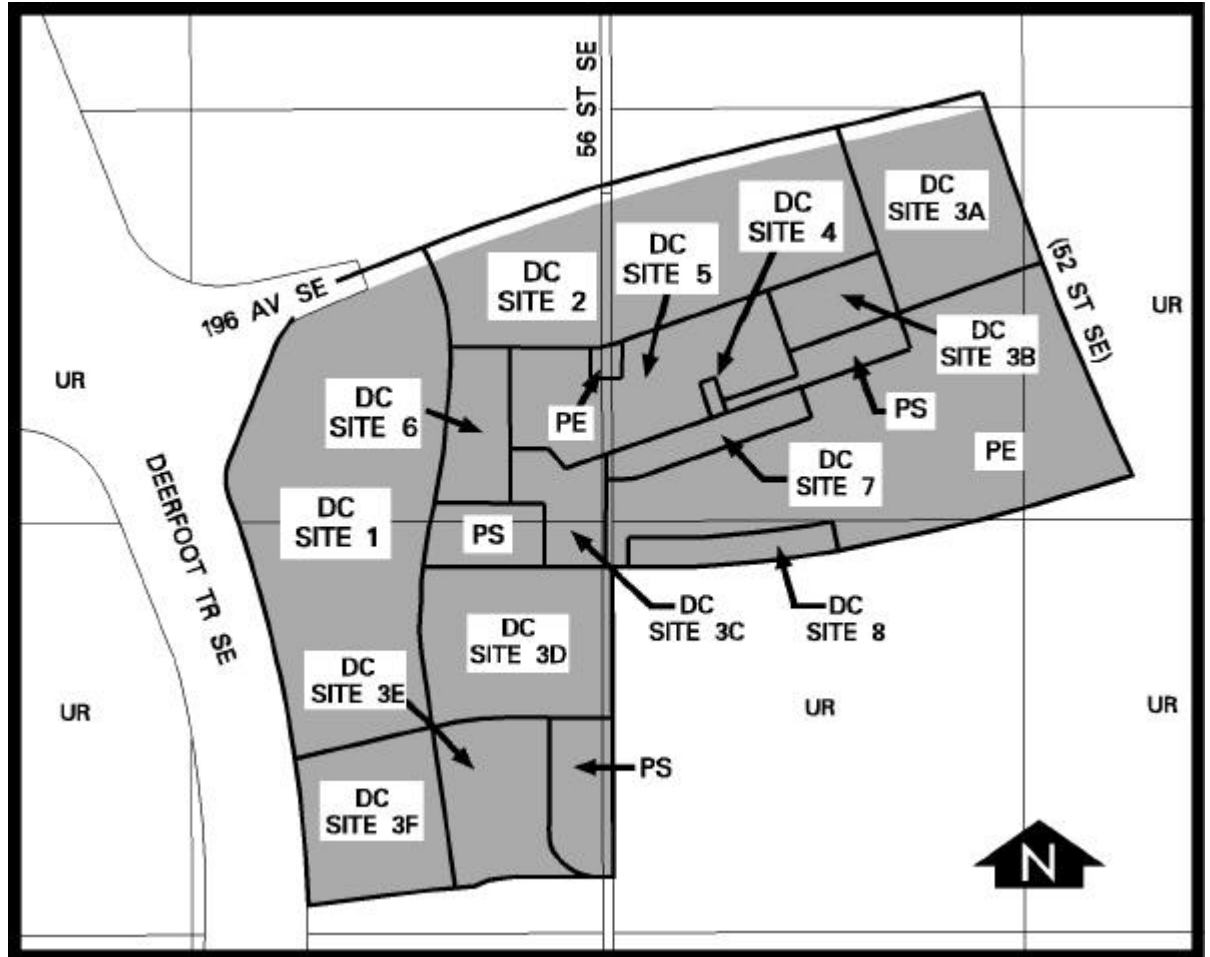 56 ST SE
DC
SITE 3A
DC
SITE 4
DC
SITE 5
DC
SITE 2
(52 ST SE)
196 AV SE
UR
UR
DC
SITE 3B
DC
SITE 6
PE
PS
PE
DC
SITE 7
DEERFOOT TR SE
DC
SITE 1
PS
DC
SITE 3C
DC
SITE 8
DC
SITE 3D
DC
SITE 3E
UR
UR
UR
PS
DC
SITE 3F
N